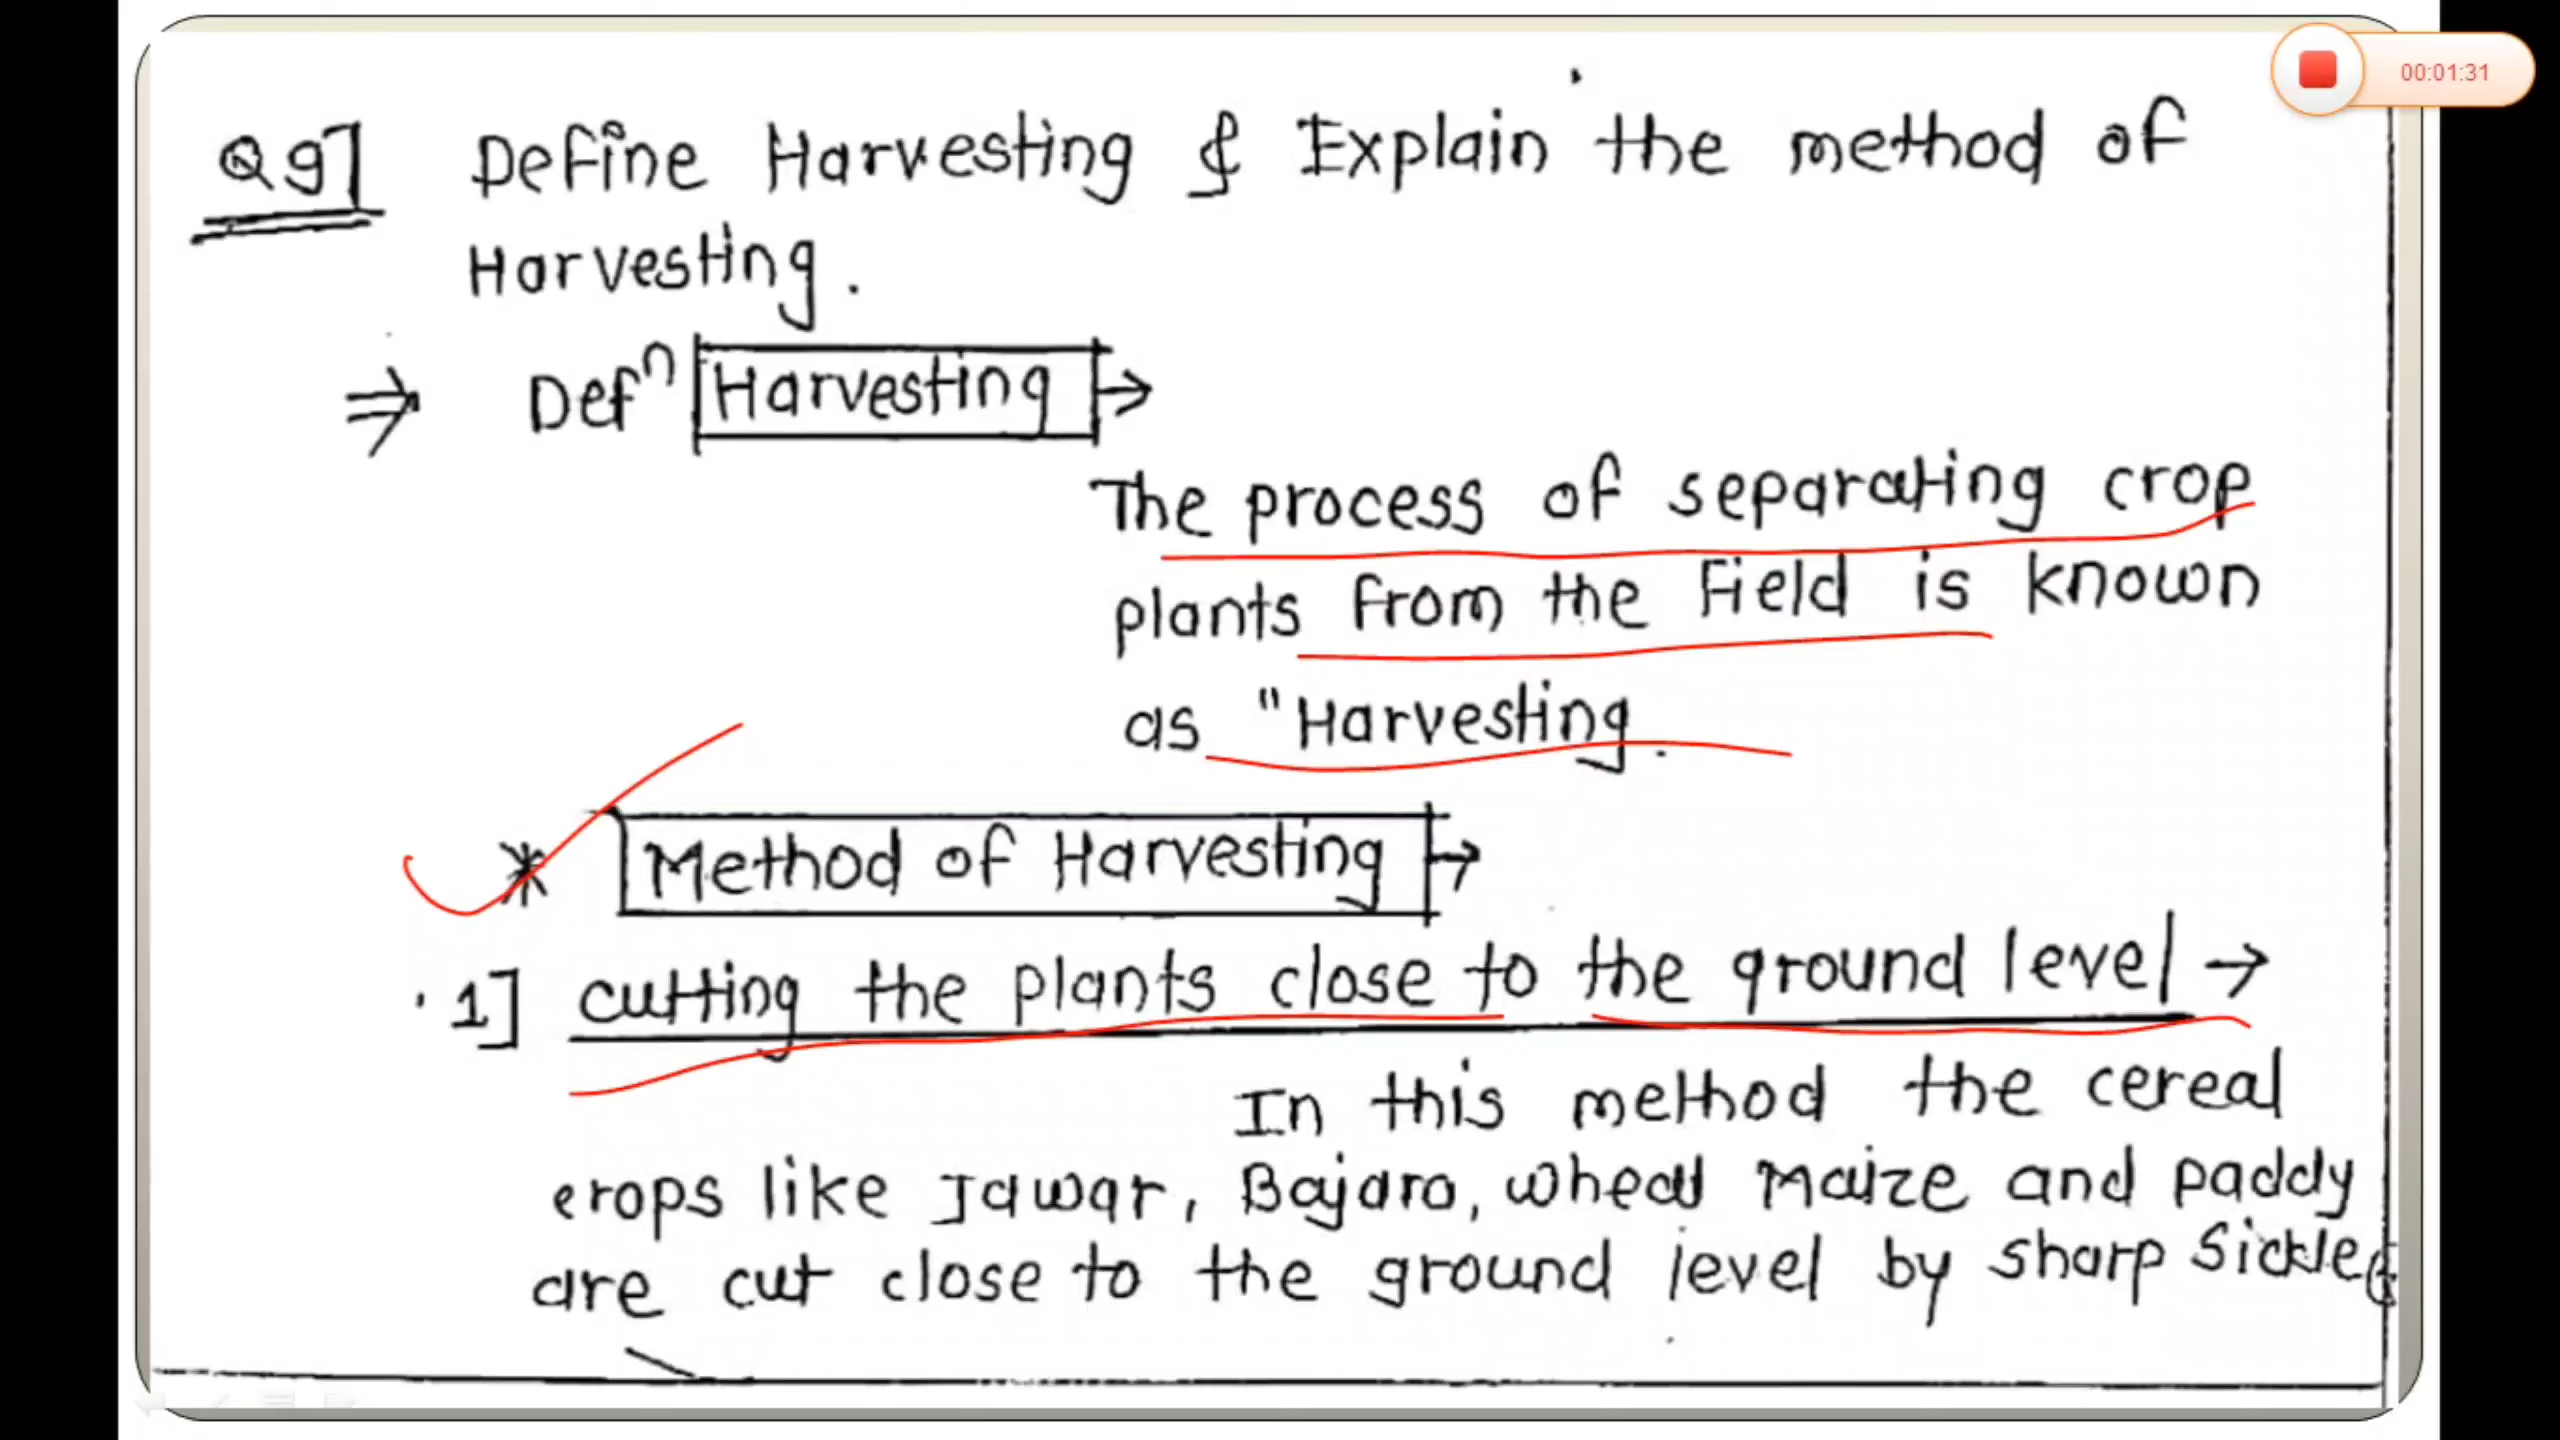 00:01:31
Q9] Define Harvesting & Explain the method of
Harvesting.
⇒ Defⁿ Harvesting →
The process of separating crop
plants from the Field is known
as "Harvesting.
* Method of Harvesting →
1] cutting the plants close to the ground level →
In this method the cereal
crops like Jawar, Bajara, wheat Maize and paddy
are cut close to the ground level by sharp Sickles